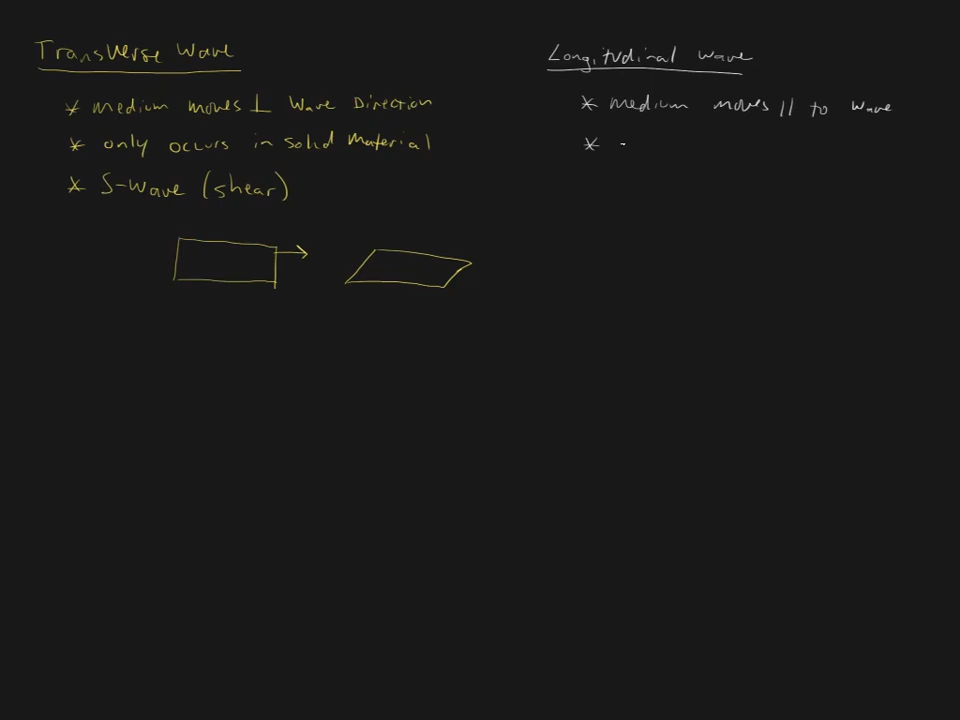 Transverse Wave
* medium moves ⊥ Wave Direction
* only occurs in solid Material
* S-Wave (shear)
Longitudinal wave
* medium moves || to wave
*